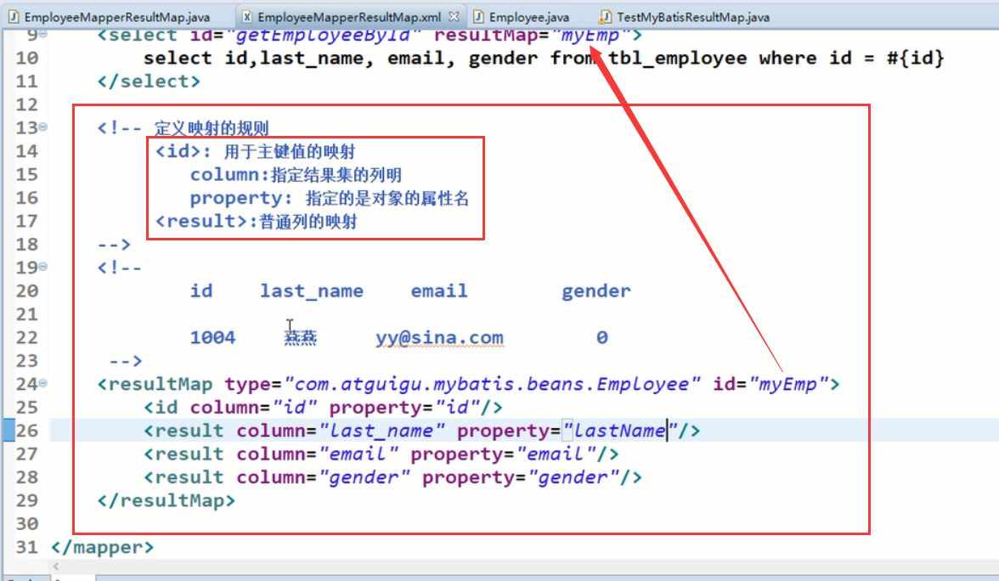 EmployeeMapperResultMap.java EmployeeMapperResultMap.xml Employee.java TestMyBatisResultMap.java
9 <select id="getEmployeeById" resultMap="myEmp">
10 select id,last_name, email, gender from tbl_employee where id = #{id}
11 </select>
12
13 <!-- 定义映射的规则
14 <id>: 用于主键值的映射
15 column:指定结果集的列明
16 property: 指定的是对象的属性名
17 <result>:普通列的映射
18 -->
19 <!--
20 id last_name email gender
21
22 1004 燕燕 yy@sina.com 0
23 -->
24 <resultMap type="com.atguigu.mybatis.beans.Employee" id="myEmp">
25 <id column="id" property="id"/>
26 <result column="last_name" property="lastName"/>
27 <result column="email" property="email"/>
28 <result column="gender" property="gender"/>
29 </resultMap>
30
31 </mapper>